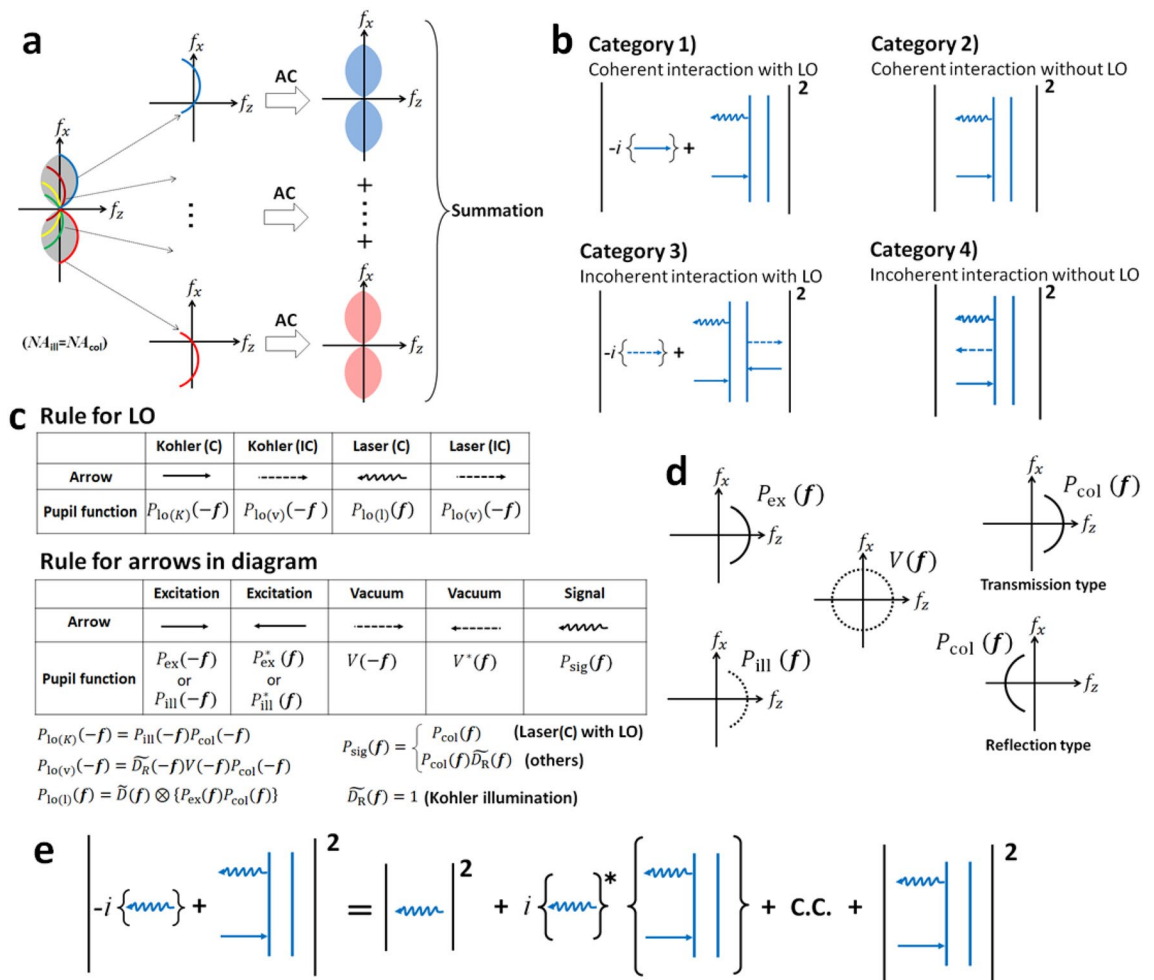 a
f_x
f_z
AC
f_x
f_z
f_x
f_z
AC
Summation
(NA_ill=NA_col)
f_x
f_z
AC
f_x
f_z
b
Category 1)
Coherent interaction with LO
-i { } +
2
Category 2)
Coherent interaction without LO
2
Category 3)
Incoherent interaction with LO
-i { } +
2
Category 4)
Incoherent interaction without LO
2
c
Rule for LO
Kohler (C) Kohler (IC) Laser (C) Laser (IC)
Arrow
Pupil function P_lo(K)(−f) P_lo(v)(−f) P_lo(l)(f) P_lo(v)(−f)
Rule for arrows in diagram
Excitation Excitation Vacuum Vacuum Signal
Arrow
Pupil function P_ex(−f) or P_ill(−f) P*_ex(f) or P*_ill(f) V(−f) V*(f) P_sig(f)
P_lo(K)(−f) = P_ill(−f)P_col(−f)
P_lo(v)(−f) = D̃_R(−f)V(−f)P_col(−f)
P_lo(l)(f) = D̃(f) ⊗ {P_ex(f)P_col(f)}
P_sig(f) = { P_col(f) (Laser(C) with LO)
P_col(f)D̃_R(f) (others)
D̃_R(f) = 1 (Kohler illumination)
d
f_x
P_ex (f)
f_z
f_x
V(f)
f_z
f_x
P_col (f)
f_z
Transmission type
f_x
P_ill (f)
f_z
f_x
P_col (f)
f_z
Reflection type
e
-i { } + 2 = 2 + i { }* { } + C.C. + 2